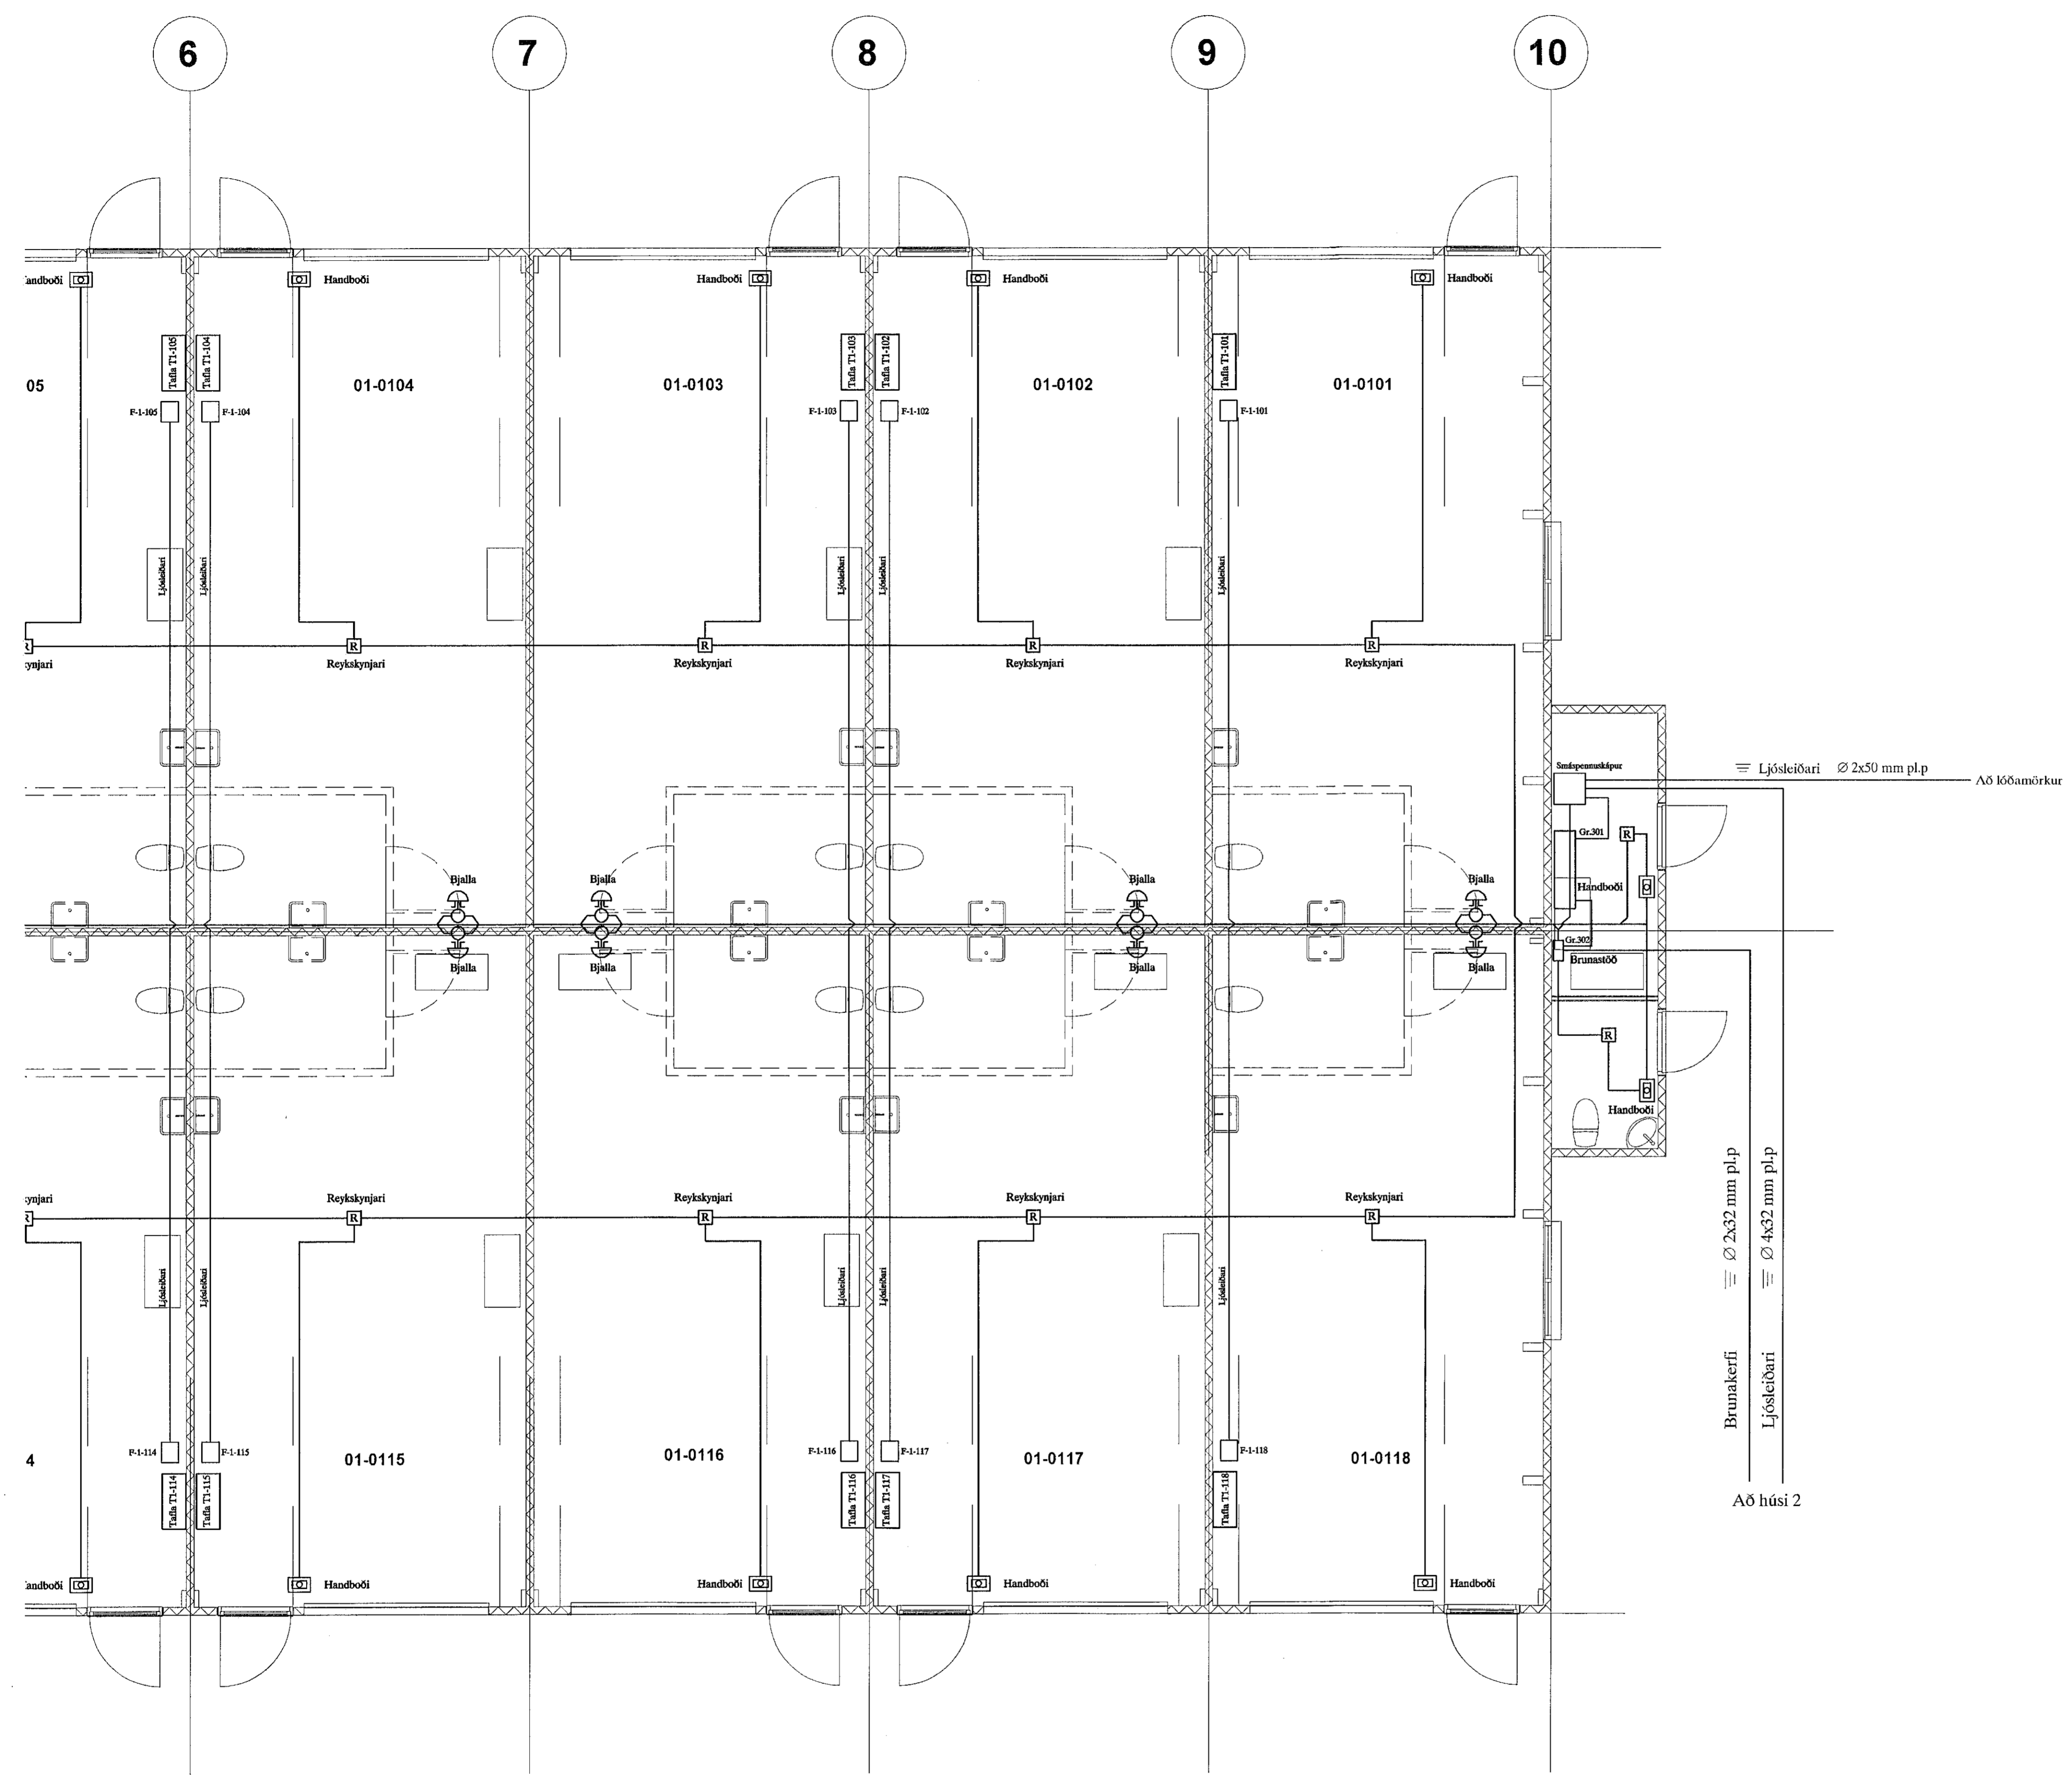 6 7 8 9 10
Handboði Handboði Handboði Handboði
andboði
Tafla T1-105
Tafla T1-104
Tafla T1-103
Tafla T1-102
Tafla T1-101
05 01-0104 01-0103 01-0102 01-0101
F-1-105 F-1-104 F-1-103 F-1-102 F-1-101
Ljósleiðari
Ljósleiðari
Ljósleiðari
Ljósleiðari
Ljósleiðari
R R R R R
ynjari Reykskynjari Reykskynjari Reykskynjari Reykskynjari
Smáspennuskápur
Ljósleiðari Ø 2x50 mm pl.p
Að lóðamörkur
Gr.301
R
Handboði
Bjalla Bjalla Bjalla Bjalla
Gr.302
Brunastöð
Bjalla Bjalla Bjalla Bjalla
R
Handboði
Ø 2x32 mm pl.p
Brunakerfi
Ø 4x32 mm pl.p
Ljósleiðari
Að húsi 2
ynjari Reykskynjari Reykskynjari Reykskynjari Reykskynjari
R R R R R
Ljósleiðari
Ljósleiðari
Ljósleiðari
Ljósleiðari
Ljósleiðari
F-1-114 F-1-115 F-1-116 F-1-117 F-1-118
4 01-0115 01-0116 01-0117 01-0118
Tafla T1-114
Tafla T1-115
Tafla T1-116
Tafla T1-117
Tafla T1-118
andboði Handboði Handboði Handboði Handboði